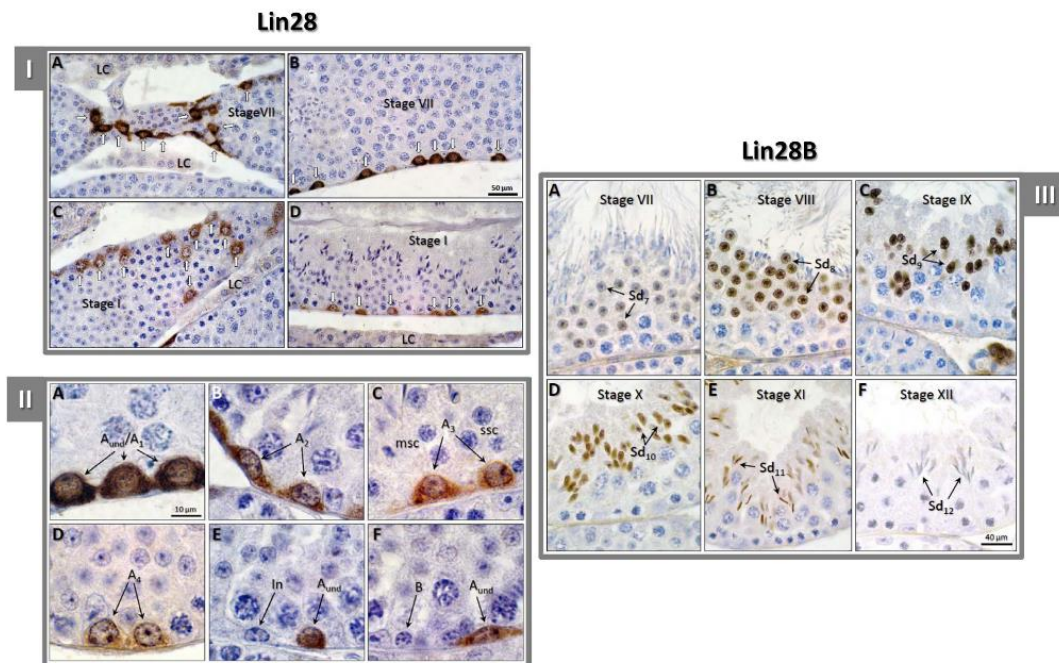 Lin28
I
A
LC
Stage VII
LC
B
Stage VII
50 µm
C
Stage I
LC
D
Stage I
LC
II
A
Aund/A1
10 µm
B
A2
C
A3
msc
ssc
D
A4
E
In
Aund
F
B
Aund
Lin28B
III
A
Stage VII
Sd7
B
Stage VIII
Sd8
C
Stage IX
Sd9
D
Stage X
Sd10
E
Stage XI
Sd11
F
Stage XII
Sd12
40 µm